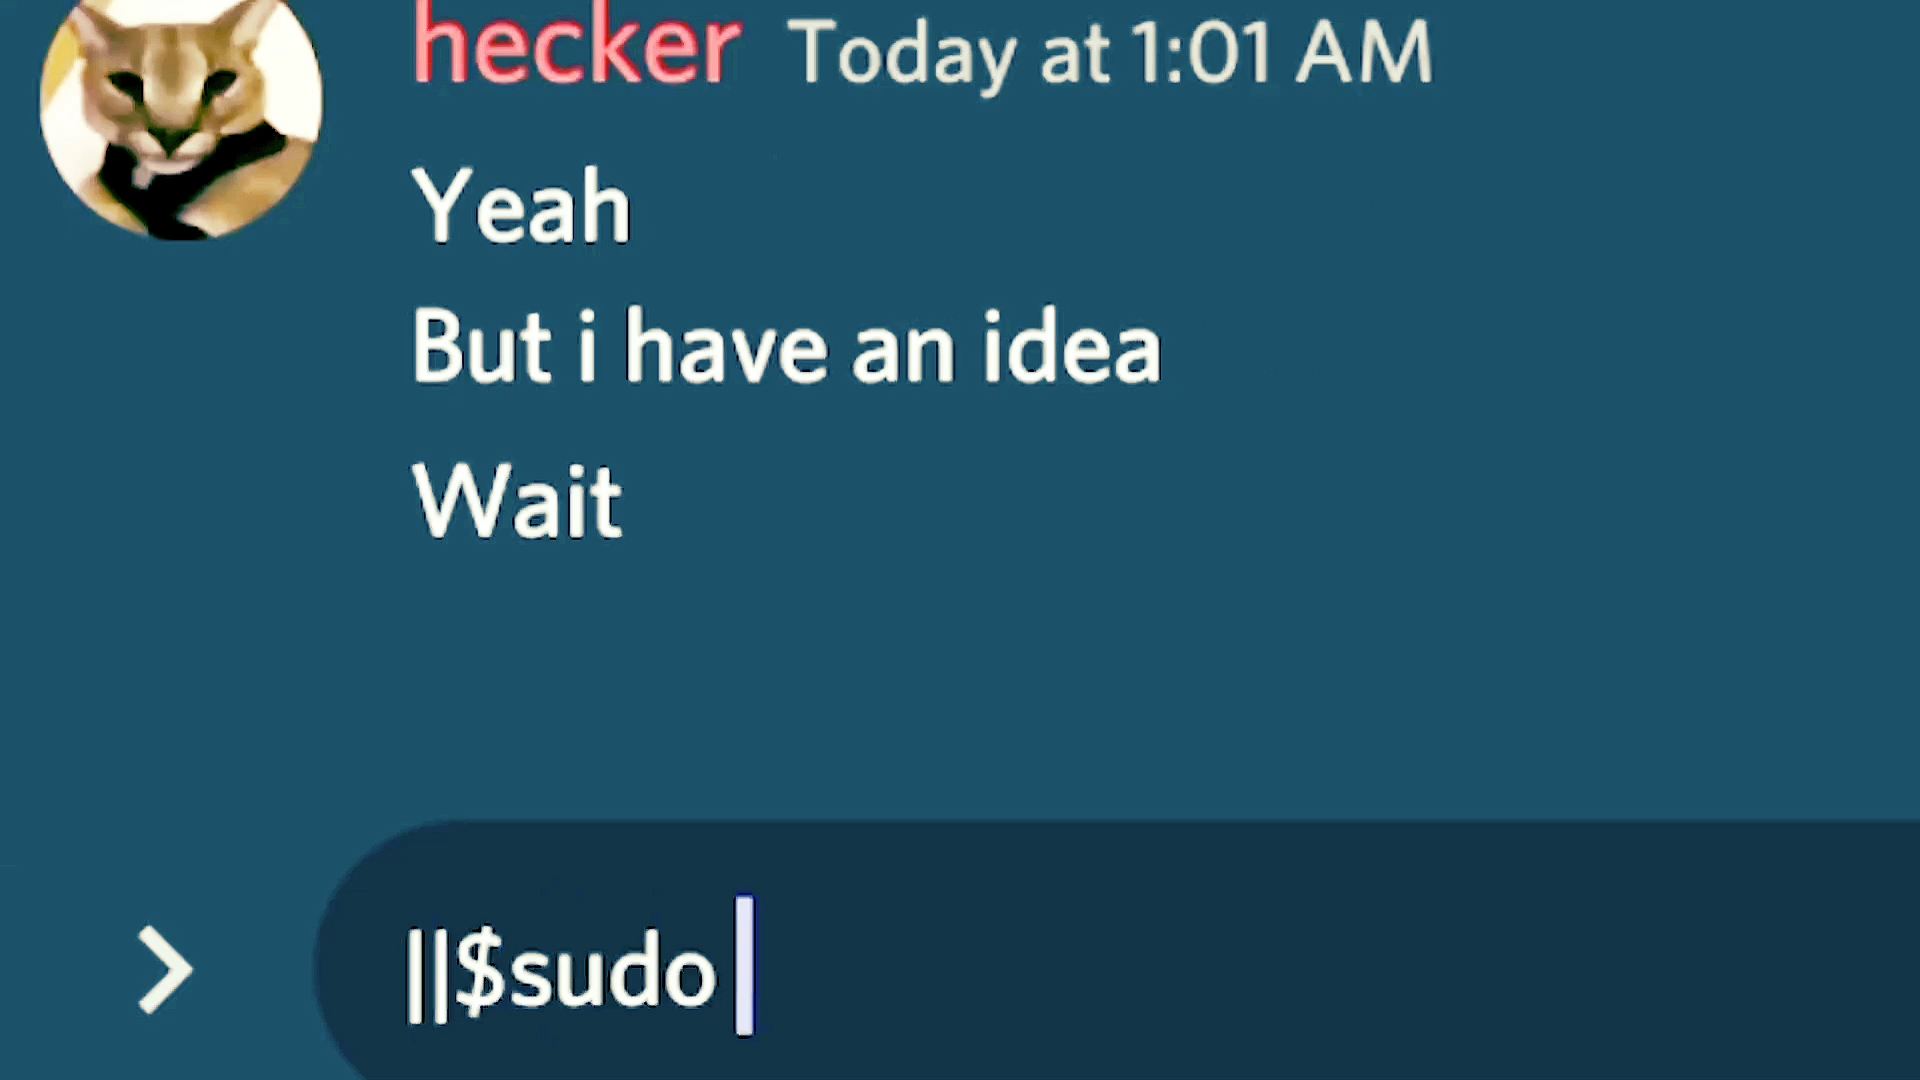 hecker Today at 1:01 AM
Yeah
But i have an idea
Wait
||$sudo